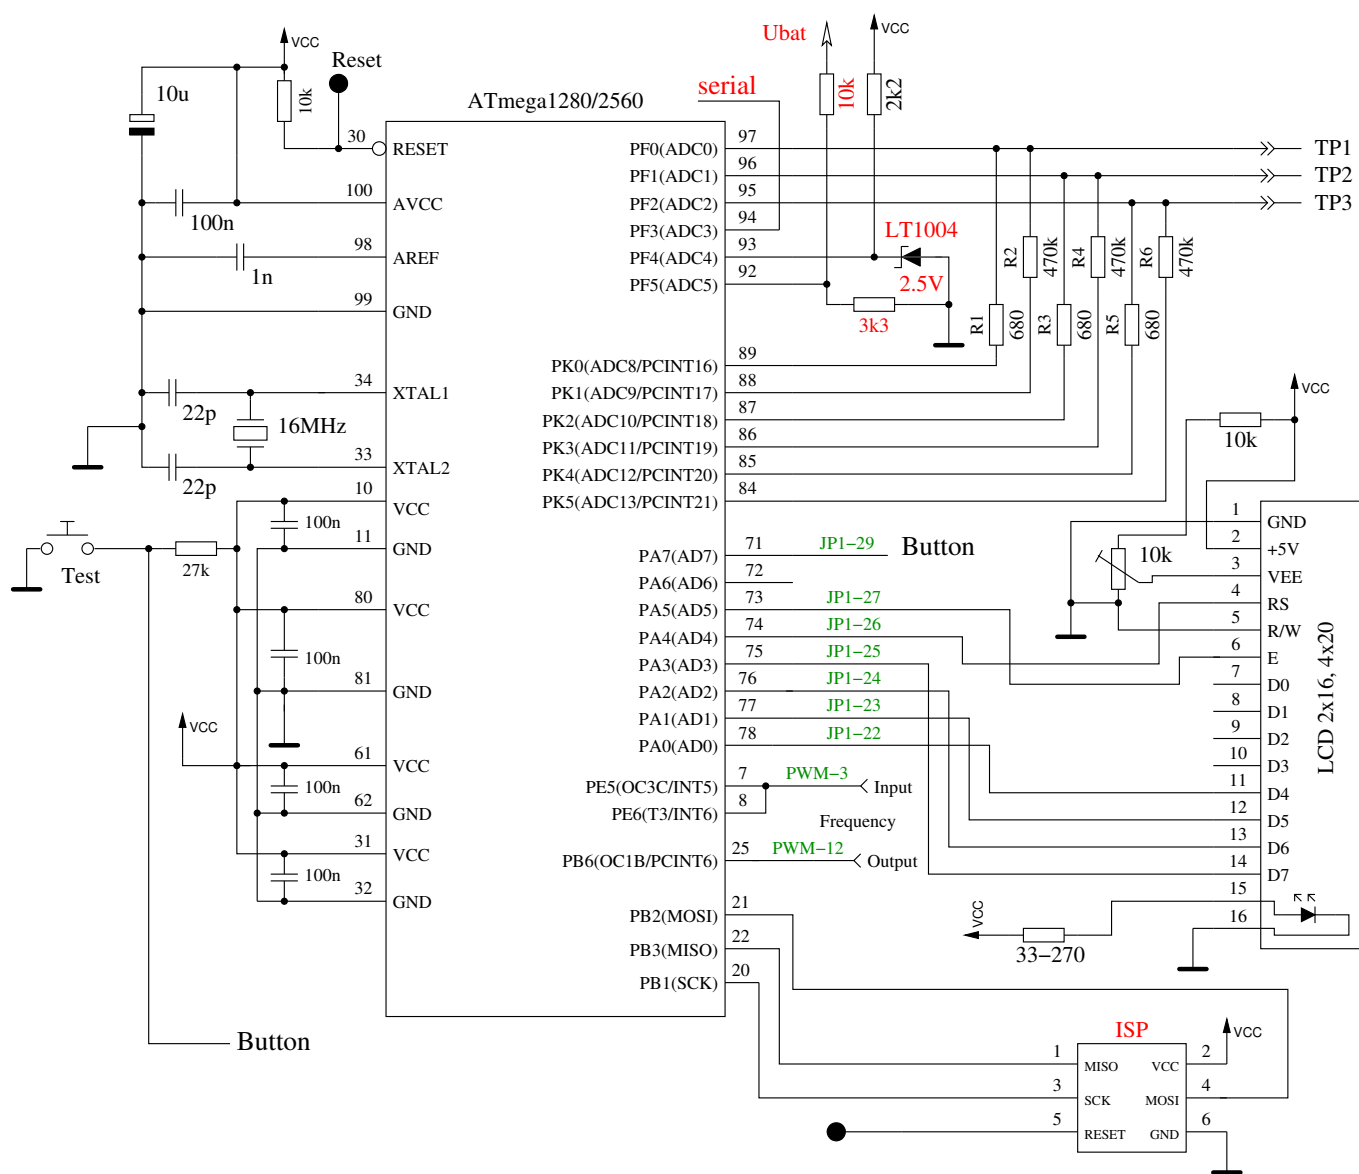 VCC
Reset
10u
10k
ATmega1280/2560
serial
Ubat
10k
VCC
2k2
30
RESET
100
AVCC
100n
98
AREF
1n
99
GND
34
XTAL1
22p
16MHz
33
XTAL2
22p
10
VCC
100n
11
GND
Test
27k
80
VCC
100n
81
GND
VCC
61
VCC
100n
62
GND
31
VCC
100n
32
GND
Button
PF0(ADC0)
97
TP1
PF1(ADC1)
96
TP2
PF2(ADC2)
95
TP3
PF3(ADC3)
94
PF4(ADC4)
93
LT1004
2.5V
PF5(ADC5)
92
3k3
R2
470k
R4
470k
R6
470k
R1
680
R3
680
R5
680
PK0(ADC8/PCINT16)
89
PK1(ADC9/PCINT17)
88
PK2(ADC10/PCINT18)
87
PK3(ADC11/PCINT19)
86
PK4(ADC12/PCINT20)
85
PK5(ADC13/PCINT21)
84
PA7(AD7)
71
JP1-29
Button
PA6(AD6)
72
PA5(AD5)
73
JP1-27
PA4(AD4)
74
JP1-26
PA3(AD3)
75
JP1-25
PA2(AD2)
76
JP1-24
PA1(AD1)
77
JP1-23
PA0(AD0)
78
JP1-22
PE5(OC3C/INT5)
7
PWM-3
Input
PE6(T3/INT6)
8
Frequency
PB6(OC1B/PCINT6)
25
PWM-12
Output
PB2(MOSI)
21
PB3(MISO)
22
PB1(SCK)
20
VCC
10k
10k
1
GND
2
+5V
3
VEE
4
RS
5
R/W
6
E
7
D0
8
D1
9
D2
10
D3
11
D4
12
D5
13
D6
14
D7
15
16
LCD 2x16, 4x20
VCC
33-270
ISP
VCC
1
MISO
VCC
2
3
SCK
MOSI
4
5
RESET
GND
6